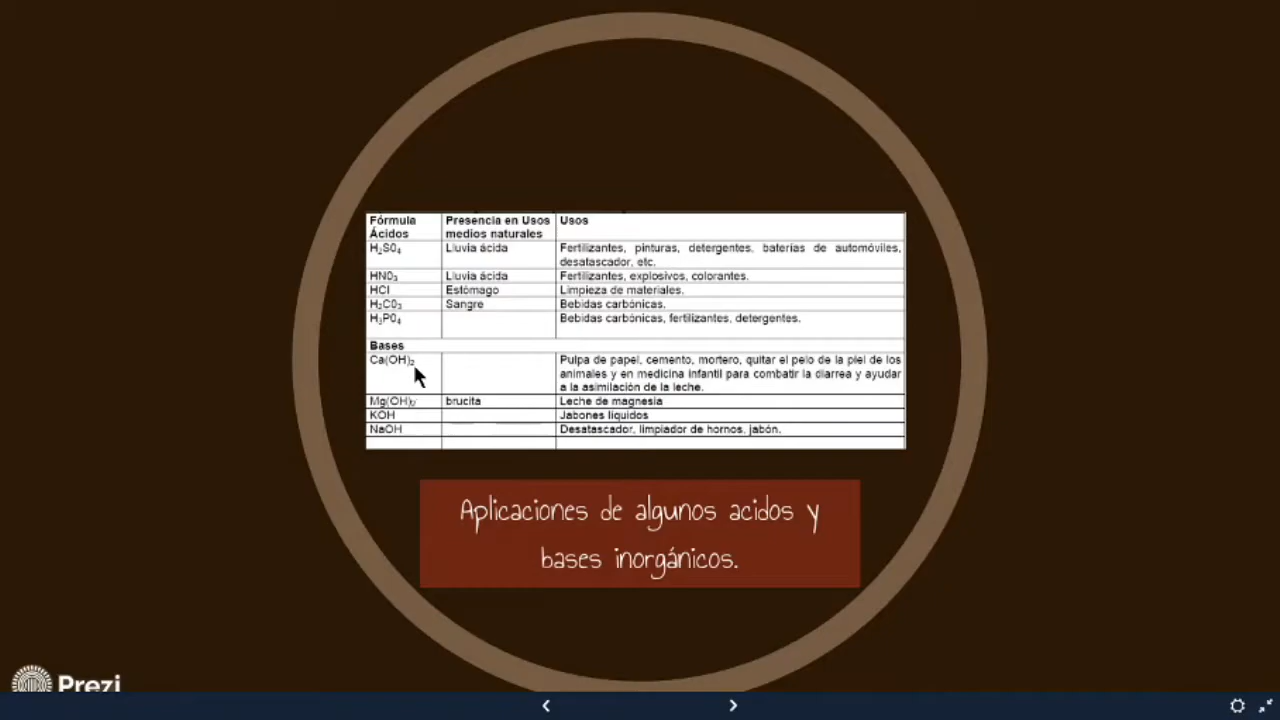 Fórmula Presencia en Usos Usos
Ácidos medios naturales
H₂S0₄ Lluvia ácida Fertilizantes, pinturas, detergentes, baterías de automóviles,
desatascador, etc.
HN0₃ Lluvia ácida Fertilizantes, explosivos, colorantes.
HCl Estómago Limpieza de materiales.
H₂C0₃ Sangre Bebidas carbónicas.
H₃P0₄ Bebidas carbónicas, fertilizantes, detergentes.
Bases
Ca(OH)₂ Pulpa de papel, cemento, mortero, quitar el pelo de la piel de los
animales y en medicina infantil para combatir la diarrea y ayudar
a la asimilación de la leche.
Mg(OH)₂ brucita Leche de magnesia
KOH Jabones líquidos
NaOH Desatascador, limpiador de hornos, jabón.
Aplicaciones de algunos acidos y
bases inorgánicos.
Prezi